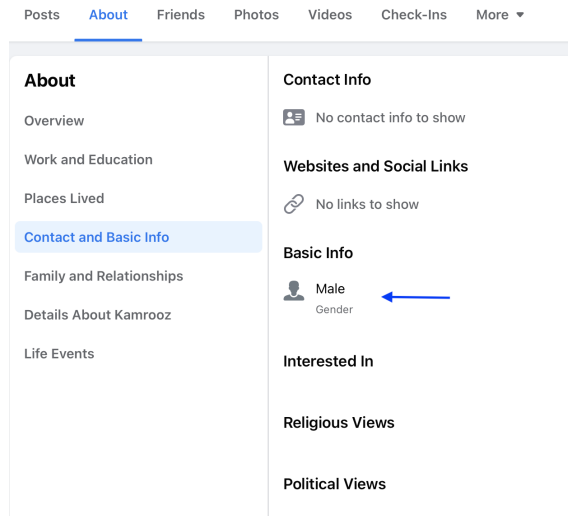 Posts About Friends Photos Videos Check-Ins More
About
Overview
Work and Education
Places Lived
Contact and Basic Info
Family and Relationships
Details About Kamrooz
Life Events
Contact Info
No contact info to show
Websites and Social Links
No links to show
Basic Info
Male
Gender
Interested In
Religious Views
Political Views